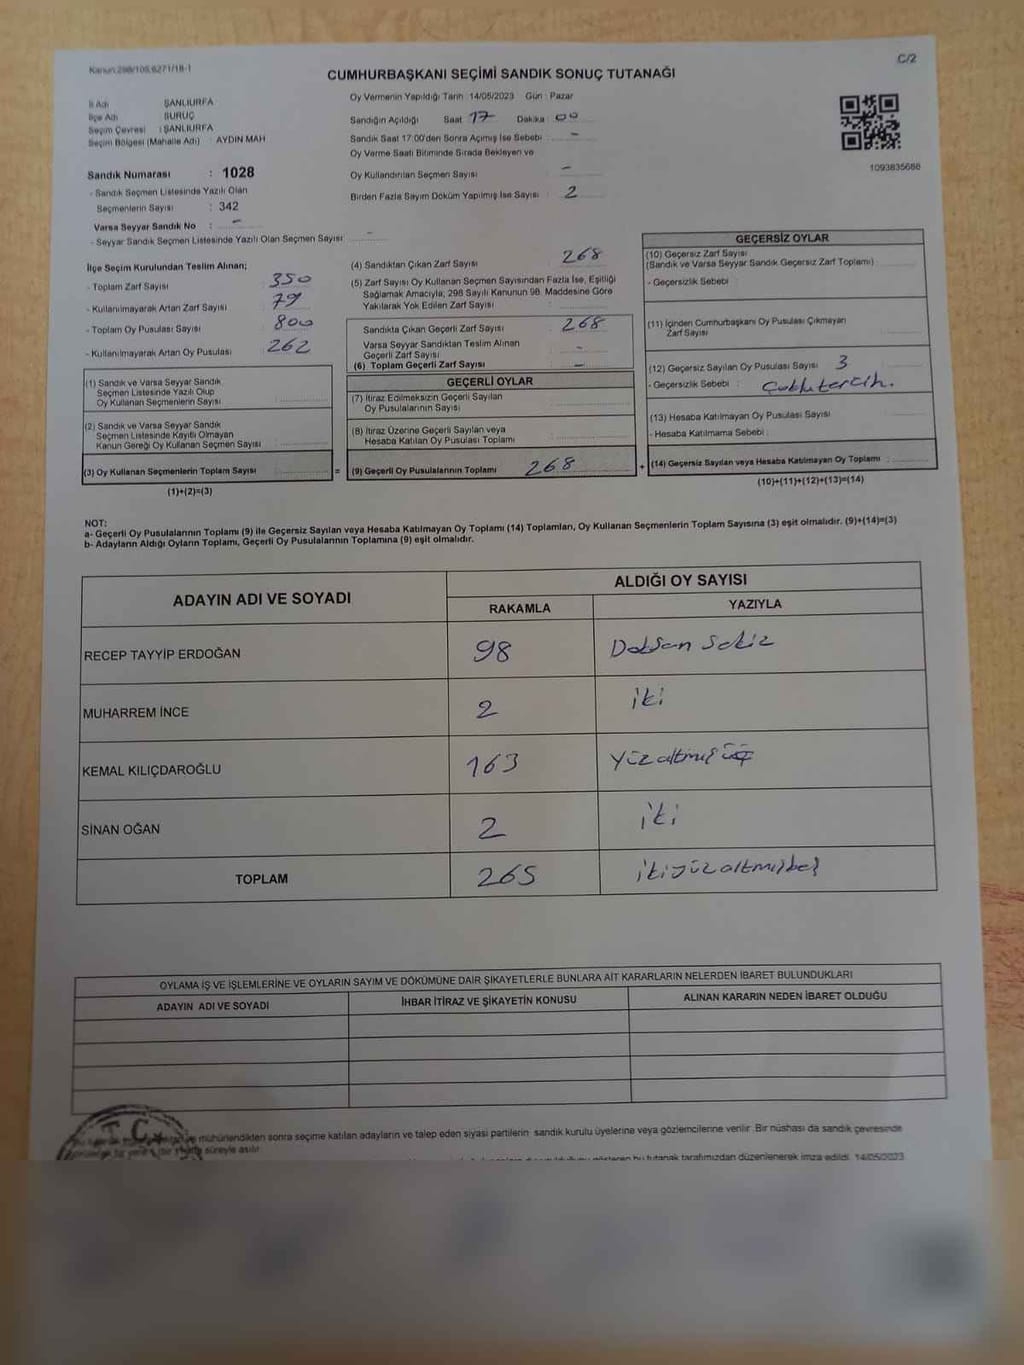 Kanun:298/105,6271/18-1
C/2
CUMHURBAŞKANI SEÇİMİ SANDIK SONUÇ TUTANAĞI
İl Adı : ŞANLIURFA
İlçe Adı : SURUÇ
Seçim Çevresi : ŞANLIURFA
Seçim Bölgesi (Mahalle Adı) : AYDIN MAH
Sandık Numarası : 1028
- Sandık Seçmen Listesinde Yazılı Olan
Seçmenlerin Sayısı : 342
Varsa Seyyar Sandık No : -
- Seyyar Sandık Seçmen Listesinde Yazılı Olan Seçmen Sayısı: -
Oy Vermenin Yapıldığı Tarih :14/05/2023 Gün : Pazar
Sandığın Açıldığı Saat 17 Dakika : 00
Sandık Saat 17:00'den Sonra Açılmış İse Sebebi : -
Oy Verme Saati Bitiminde Sırada Bekleyen ve
Oy Kullandırılan Seçmen Sayısı : -
Birden Fazla Sayım Döküm Yapılmış İse Sayısı : 2
1093835686
İlçe Seçim Kurulundan Teslim Alınan;
- Toplam Zarf Sayısı : 350
- Kullanılmayarak Artan Zarf Sayısı : 79
- Toplam Oy Pusulası Sayısı : 800
- Kullanılmayarak Artan Oy Pusulası : 262
(1) Sandık ve Varsa Seyyar Sandık
Seçmen Listesinde Yazılı Olup
Oy Kullanan Seçmenlerin Sayısı :
(2) Sandık ve Varsa Seyyar Sandık
Seçmen Listesinde Kayıtlı Olmayan
Kanun Gereği Oy Kullanan Seçmen Sayısı :
(3) Oy Kullanan Seçmenlerin Toplam Sayısı :
(1)+(2)=(3)
=
(4) Sandıktan Çıkan Zarf Sayısı : 268
(5) Zarf Sayısı Oy Kullanan Seçmen Sayısından Fazla İse, Eşitliği
Sağlamak Amacıyla; 298 Sayılı Kanunun 98. Maddesine Göre
Yakılarak Yok Edilen Zarf Sayısı :
Sandıkta Çıkan Geçerli Zarf Sayısı : 268
Varsa Seyyar Sandıktan Teslim Alınan
Geçerli Zarf Sayısı : -
(6) Toplam Geçerli Zarf Sayısı : -
GEÇERLİ OYLAR
(7) İtiraz Edilmeksizin Geçerli Sayılan
Oy Pusulalarının Sayısı :
(8) İtiraz Üzerine Geçerli Sayılan veya
Hesaba Katılan Oy Pusulası Toplamı :
(9) Geçerli Oy Pusulalarının Toplamı : 268
+
GEÇERSİZ OYLAR
(10) Geçersiz Zarf Sayısı
(Sandık ve Varsa Seyyar Sandık Geçersiz Zarf Toplamı) :
- Geçersizlik Sebebi :
(11) İçinden Cumhurbaşkanı Oy Pusulası Çıkmayan
Zarf Sayısı :
(12) Geçersiz Sayılan Oy Pusulası Sayısı : 3
- Geçersizlik Sebebi :
(13) Hesaba Katılmayan Oy Pusulası Sayısı :
- Hesaba Katılmama Sebebi :
(14) Geçersiz Sayılan veya Hesaba Katılmayan Oy Toplamı :
(10)+(11)+(12)+(13)=(14)
NOT:
a- Geçerli Oy Pusulalarının Toplamı (9) ile Geçersiz Sayılan veya Hesaba Katılmayan Oy Toplamı (14) Toplamları, Oy Kullanan Seçmenlerin Toplam Sayısına (3) eşit olmalıdır. (9)+(14)=(3)
b- Adayların Aldığı Oyların Toplamı, Geçerli Oy Pusulalarının Toplamına (9) eşit olmalıdır.
ADAYIN ADI VE SOYADI ALDIĞI OY SAYISI
RAKAMLA YAZIYLA
RECEP TAYYİP ERDOĞAN 98 Doksan Sekiz
MUHARREM İNCE 2 iki
KEMAL KILIÇDAROĞLU 163 Yüz altmış üç
SİNAN OĞAN 2 iki
TOPLAM 265 ikiyüz altmışbeş
OYLAMA İŞ VE İŞLEMLERİNE VE OYLARIN SAYIM VE DÖKÜMÜNE DAİR ŞİKAYETLERLE BUNLARA AİT KARARLARIN NELERDEN İBARET BULUNDUKLARI
ADAYIN ADI VE SOYADI İHBAR İTİRAZ VE ŞİKAYETİN KONUSU ALINAN KARARIN NEDEN İBARET OLDUĞU
T.C.
mühürlendikten sonra seçime katılan adayların ve talep eden siyasi partilerin sandık kurulu üyelerine veya gözlemcilerine verilir. Bir nüshası da sandık çevresinde
süreyle asılır.
bu tutanak tarafımızdan düzenlenerek imza edildi. 14/05/2023